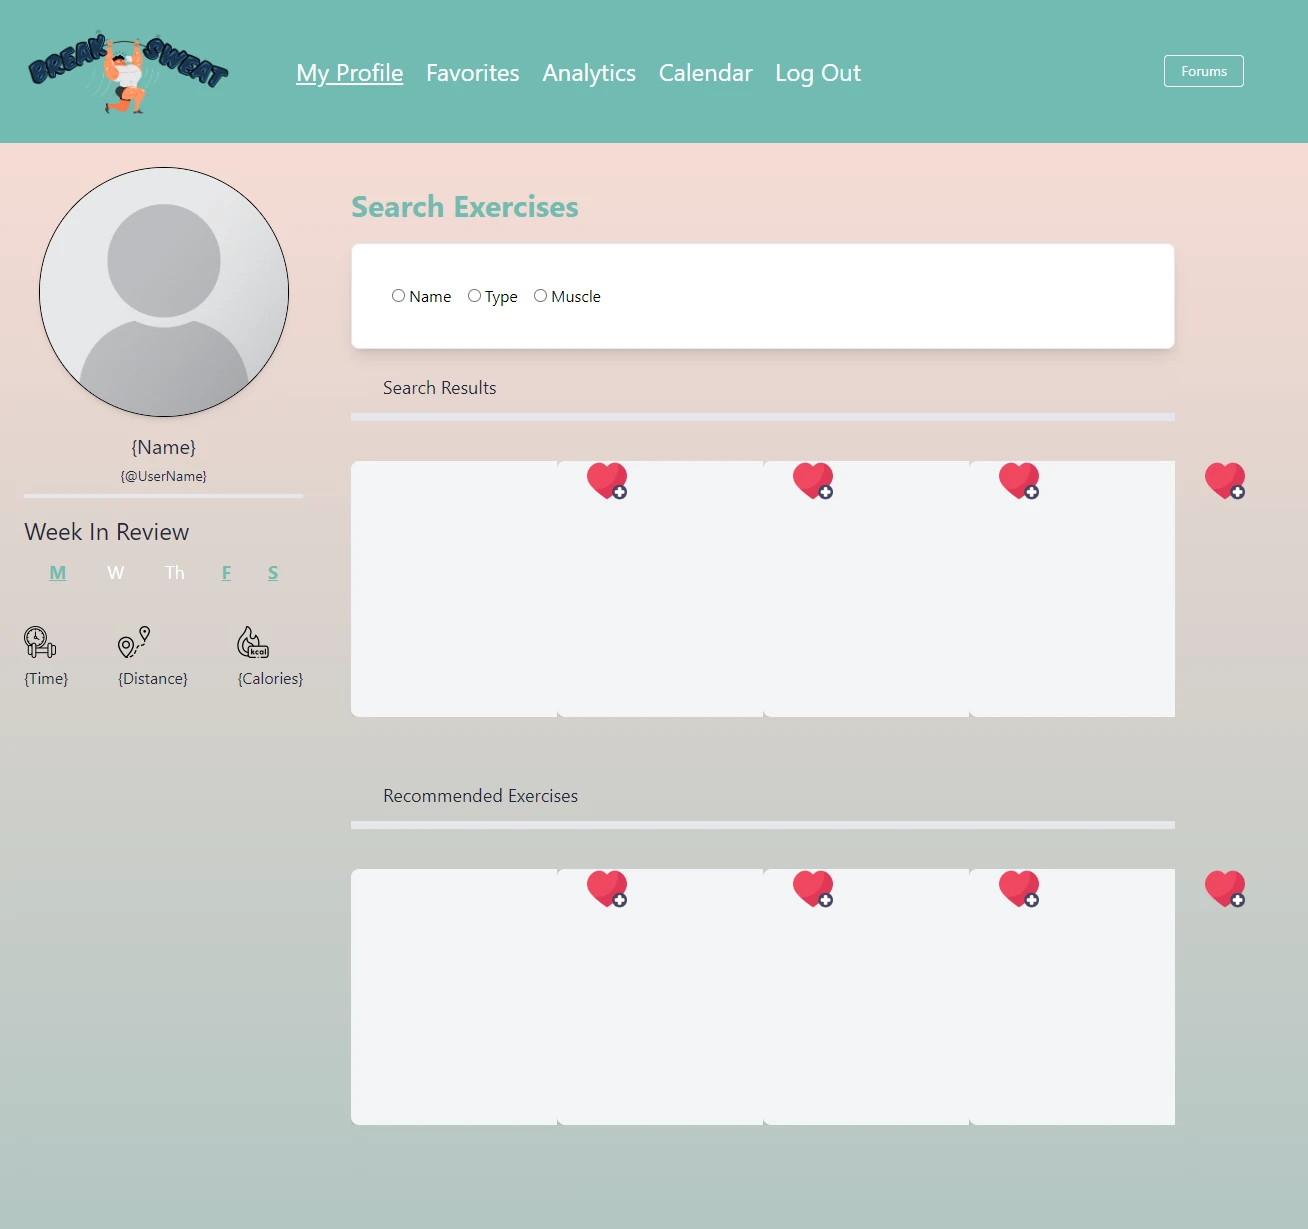 BREAK SWEAT
My Profile Favorites Analytics Calendar Log Out
Forums
{Name}
{@UserName}
Week In Review
M W Th F S
kcal
{Time} {Distance} {Calories}
Search Exercises
Name Type Muscle
Search Results
Recommended Exercises